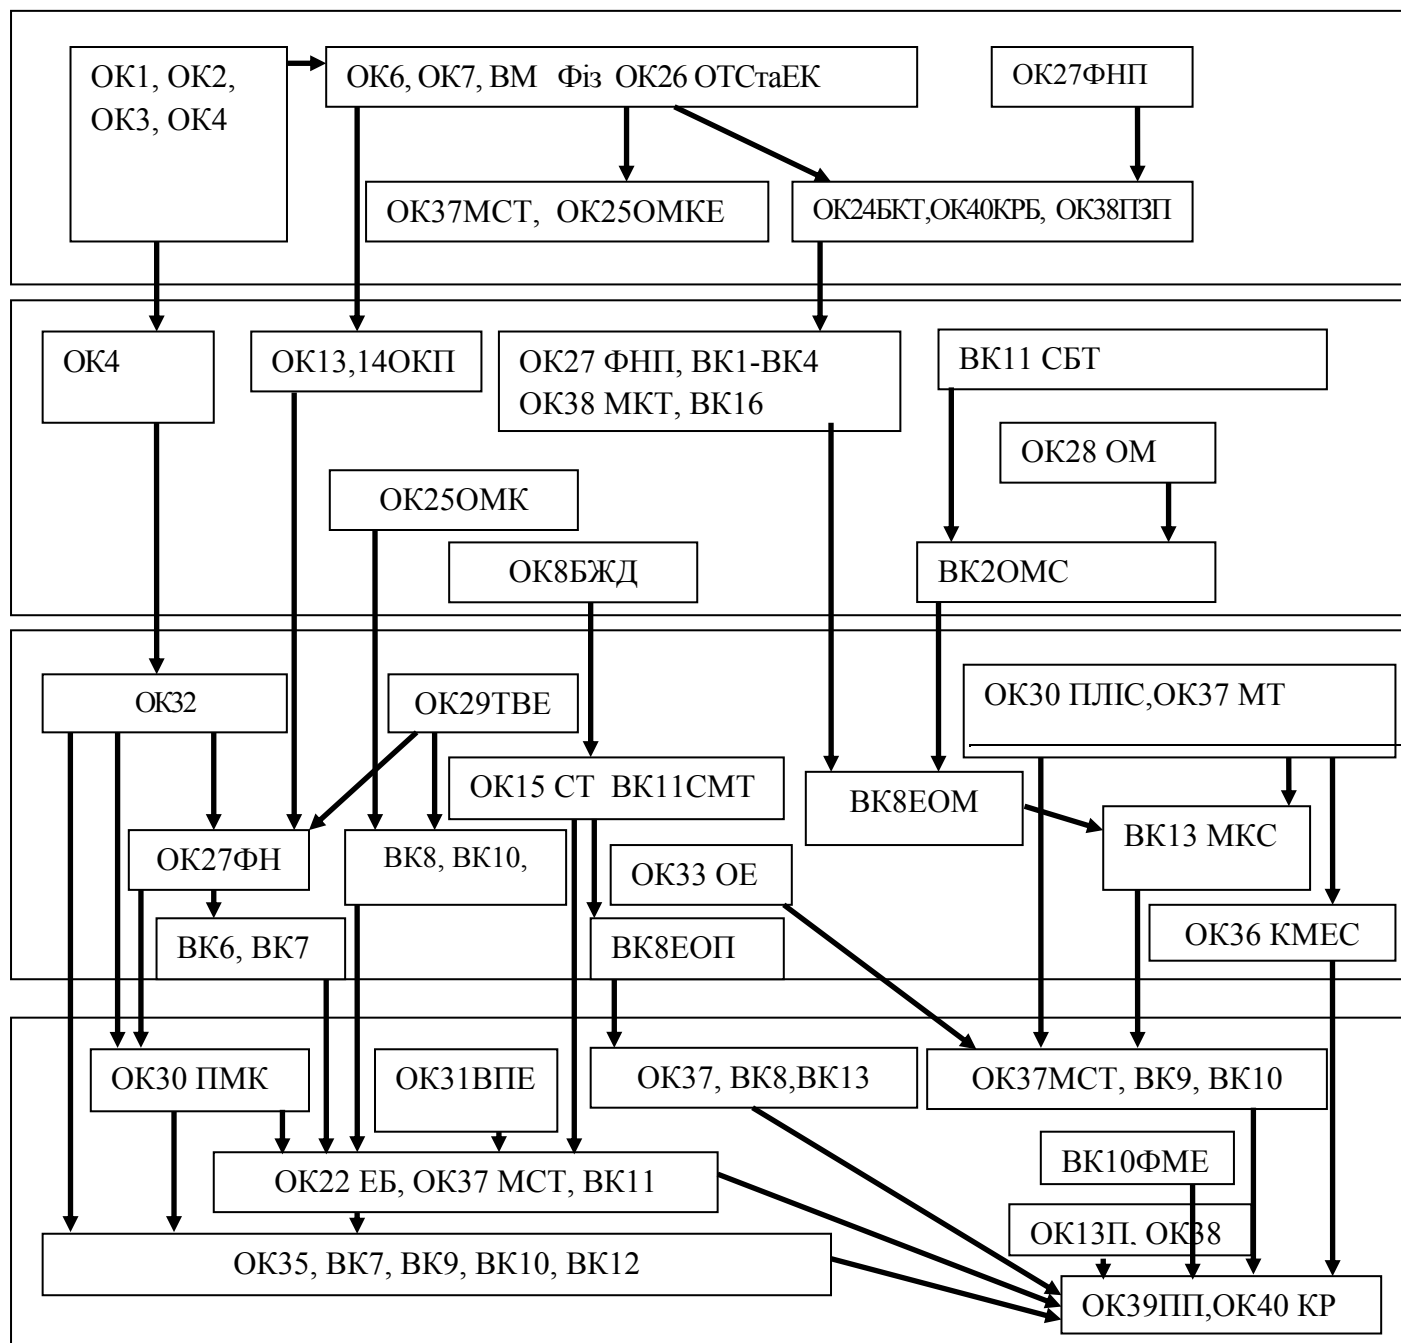 ОК1, ОК2,
ОК3, ОК4
ОК6, ОК7, ВМ Фіз ОК26 ОТСтаЕК
ОК27ФНП
ОК37МСТ, ОК25ОМКЕ
ОК24БКТ,ОК40КРБ, ОК38ПЗП
ОК4
ОК13,14ОКП
ОК27 ФНП, ВК1-ВК4
ОК38 МКТ, ВК16
ВК11 СБТ
ОК28 ОМ
ОК25ОМК
ОК8БЖД
ВК2ОМС
ОК32
ОК29ТВЕ
ОК30 ПЛІС,ОК37 МТ
ОК15 СТ ВК11СМТ
ВК8ЕОМ
ВК13 МКС
ОК27ФН
ВК8, ВК10,
ОК33 ОЕ
ВК6, ВК7
ВК8ЕОП
ОК36 КМЕС
ОК30 ПМК
ОК31ВПЕ
ОК37, ВК8,ВК13
ОК37МСТ, ВК9, ВК10
ВК10ФМЕ
ОК22 ЕБ, ОК37 МСТ, ВК11
ОК13П, ОК38
ОК35, ВК7, ВК9, ВК10, ВК12
ОК39ПП,ОК40 КР